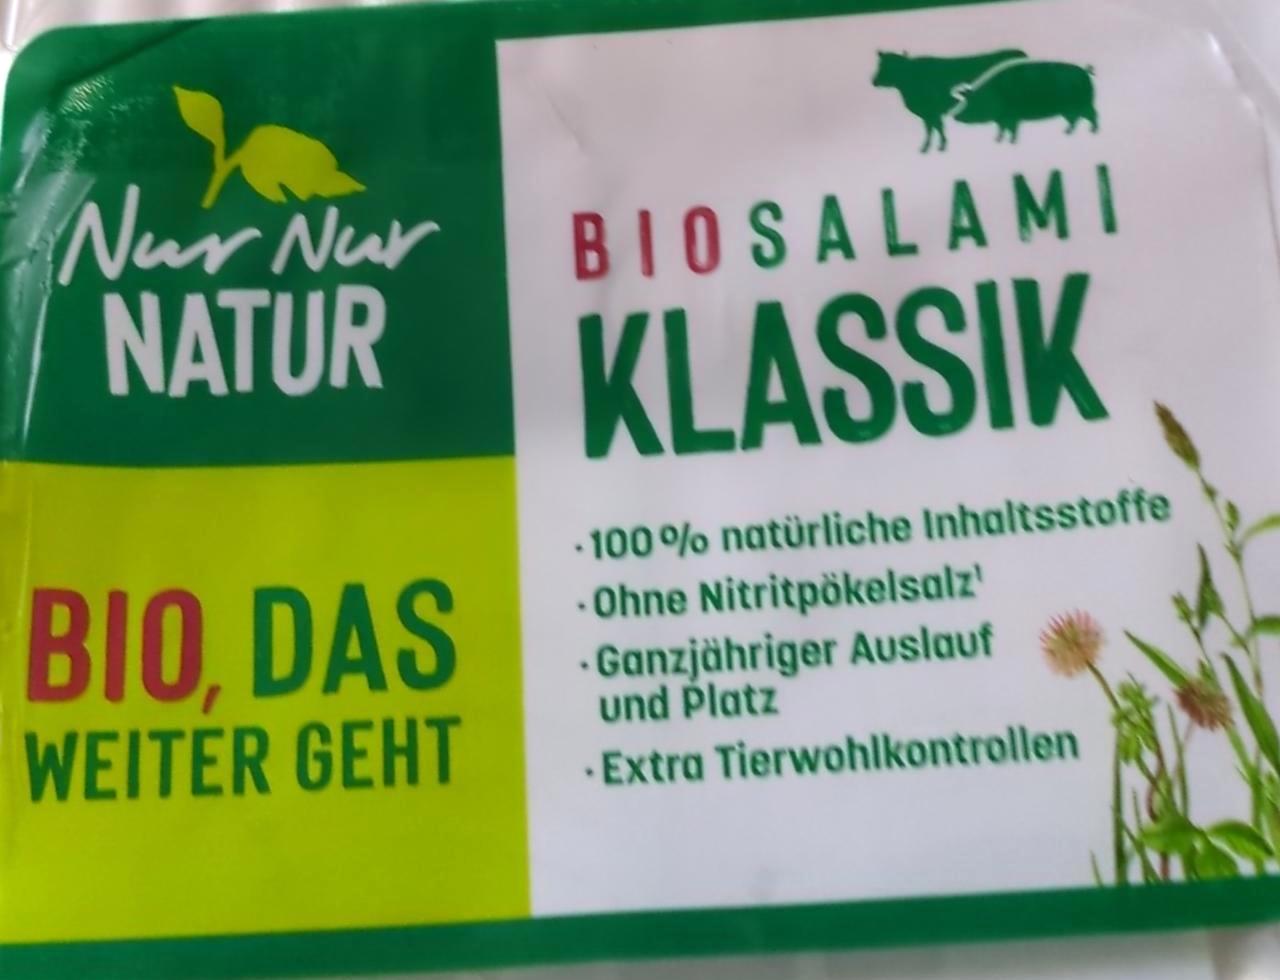 Nur Nur
NATUR
BIO, DAS
WEITER GEHT
BIOSALAMI
KLASSIK
· 100% natürliche Inhaltsstoffe
· Ohne Nitritpökelsalz¹
· Ganzjähriger Auslauf
und Platz
· Extra Tierwohlkontrollen